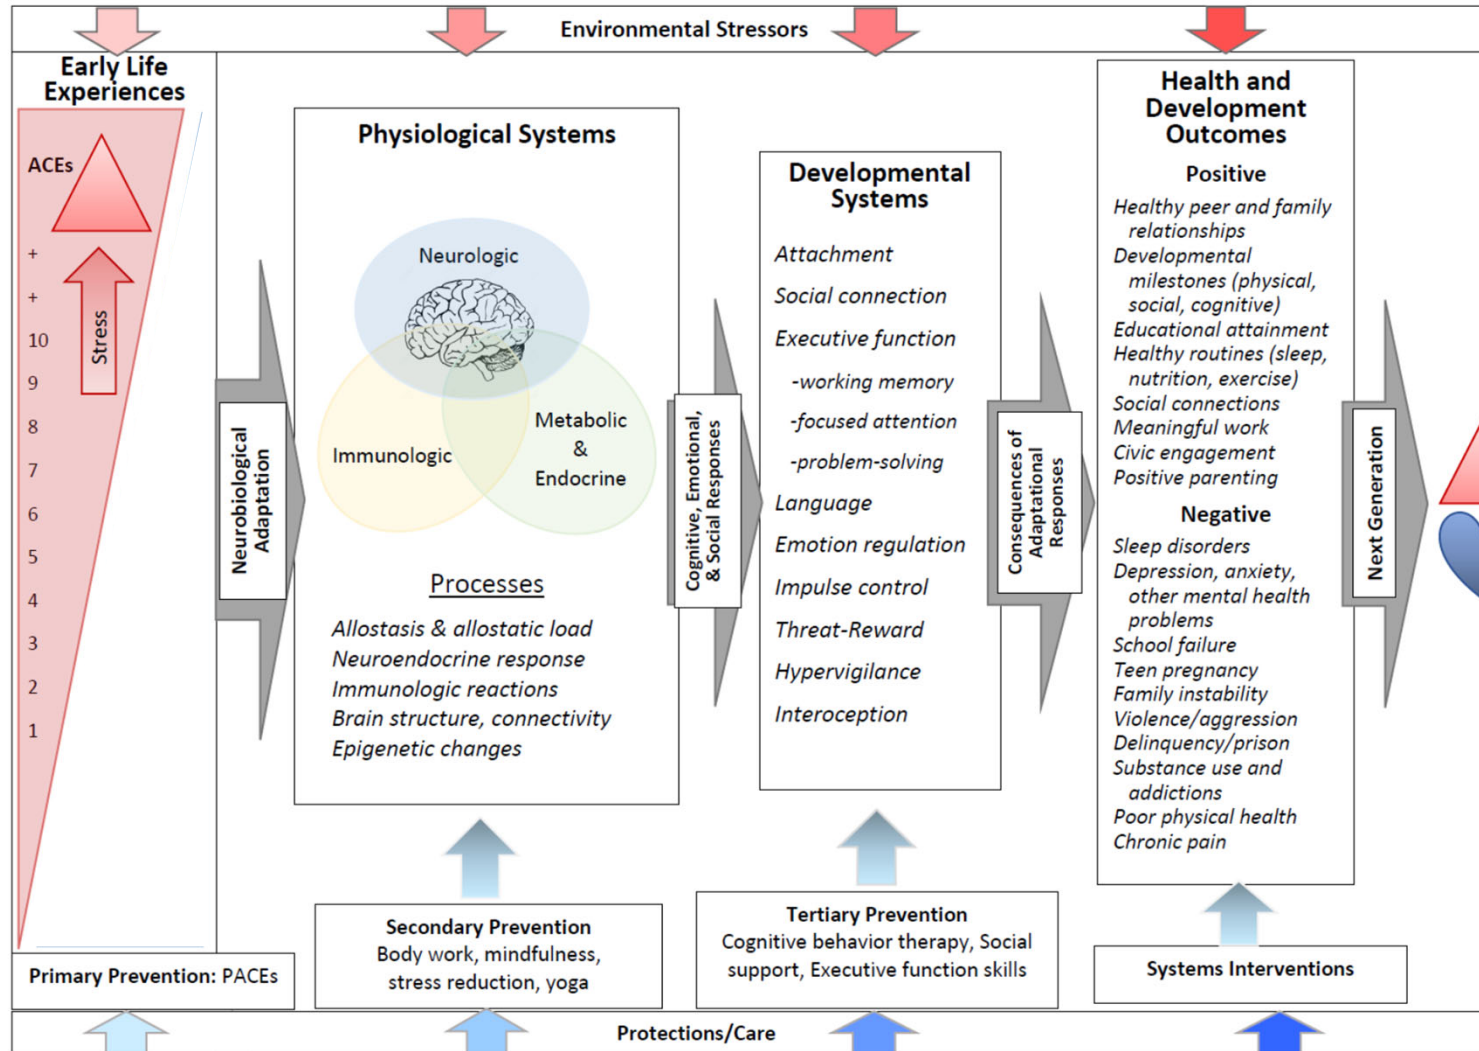 Environmental Stressors
Early Life
Experiences
ACEs
+
+
10
9
8
7
6
5
4
3
2
1
Stress
Primary Prevention: PACEs
Neurobiological
Adaptation
Physiological Systems
Neurologic
Immunologic
Metabolic
&
Endocrine
Processes
Allostasis & allostatic load
Neuroendocrine response
Immunologic reactions
Brain structure, connectivity
Epigenetic changes
Secondary Prevention
Body work, mindfulness,
stress reduction, yoga
Cognitive, Emotional,
& Social Responses
Developmental
Systems
Attachment
Social connection
Executive function
-working memory
-focused attention
-problem-solving
Language
Emotion regulation
Impulse control
Threat-Reward
Hypervigilance
Interoception
Tertiary Prevention
Cognitive behavior therapy, Social
support, Executive function skills
Consequences of
Adaptational
Responses
Health and
Development
Outcomes
Positive
Healthy peer and family
relationships
Developmental
milestones (physical,
social, cognitive)
Educational attainment
Healthy routines (sleep,
nutrition, exercise)
Social connections
Meaningful work
Civic engagement
Positive parenting
Negative
Sleep disorders
Depression, anxiety,
other mental health
problems
School failure
Teen pregnancy
Family instability
Violence/aggression
Delinquency/prison
Substance use and
addictions
Poor physical health
Chronic pain
Systems Interventions
Next Generation
Protections/Care